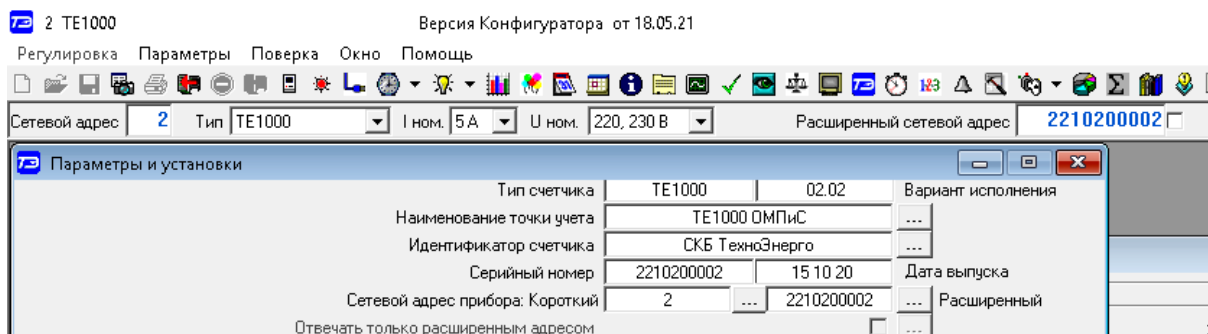 ТЭ 2 TE1000 Версия Конфигуратора от 18.05.21
Регулировка Параметры Поверка Окно Помощь
Сетевой адрес 2 Тип TE1000 I ном. 5 А U ном. 220, 230 В Расширенный сетевой адрес 2210200002
ТЭ Параметры и установки
Тип счетчика TE1000 02.02 Вариант исполнения
Наименование точки учета TE1000 ОМПиС ...
Идентификатор счетчика СКБ ТехноЭнерго ...
Серийный номер 2210200002 15 10 20 Дата выпуска
Сетевой адрес прибора: Короткий 2 ... 2210200002 ... Расширенный
Отвечать только расширенным адресом ...